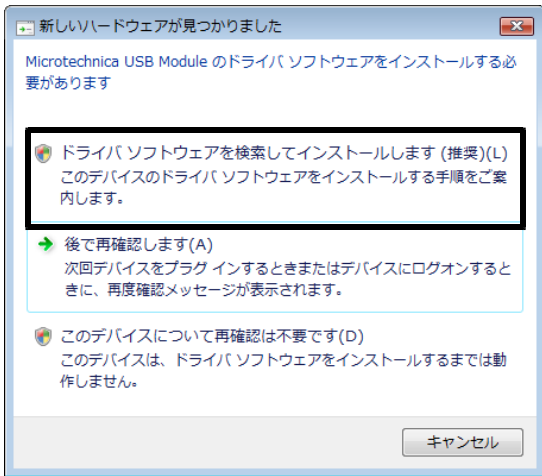 新しいハードウェアが見つかりました
Microtechnica USB Module のドライバ ソフトウェアをインストールする必
要があります
ドライバ ソフトウェアを検索してインストールします (推奨)(L)
このデバイスのドライバ ソフトウェアをインストールする手順をご案
内します。
後で再確認します(A)
次回デバイスをプラグ インするときまたはデバイスにログオンすると
きに、再度確認メッセージが表示されます。
このデバイスについて再確認は不要です(D)
このデバイスは、ドライバ ソフトウェアをインストールするまでは動
作しません。
キャンセル